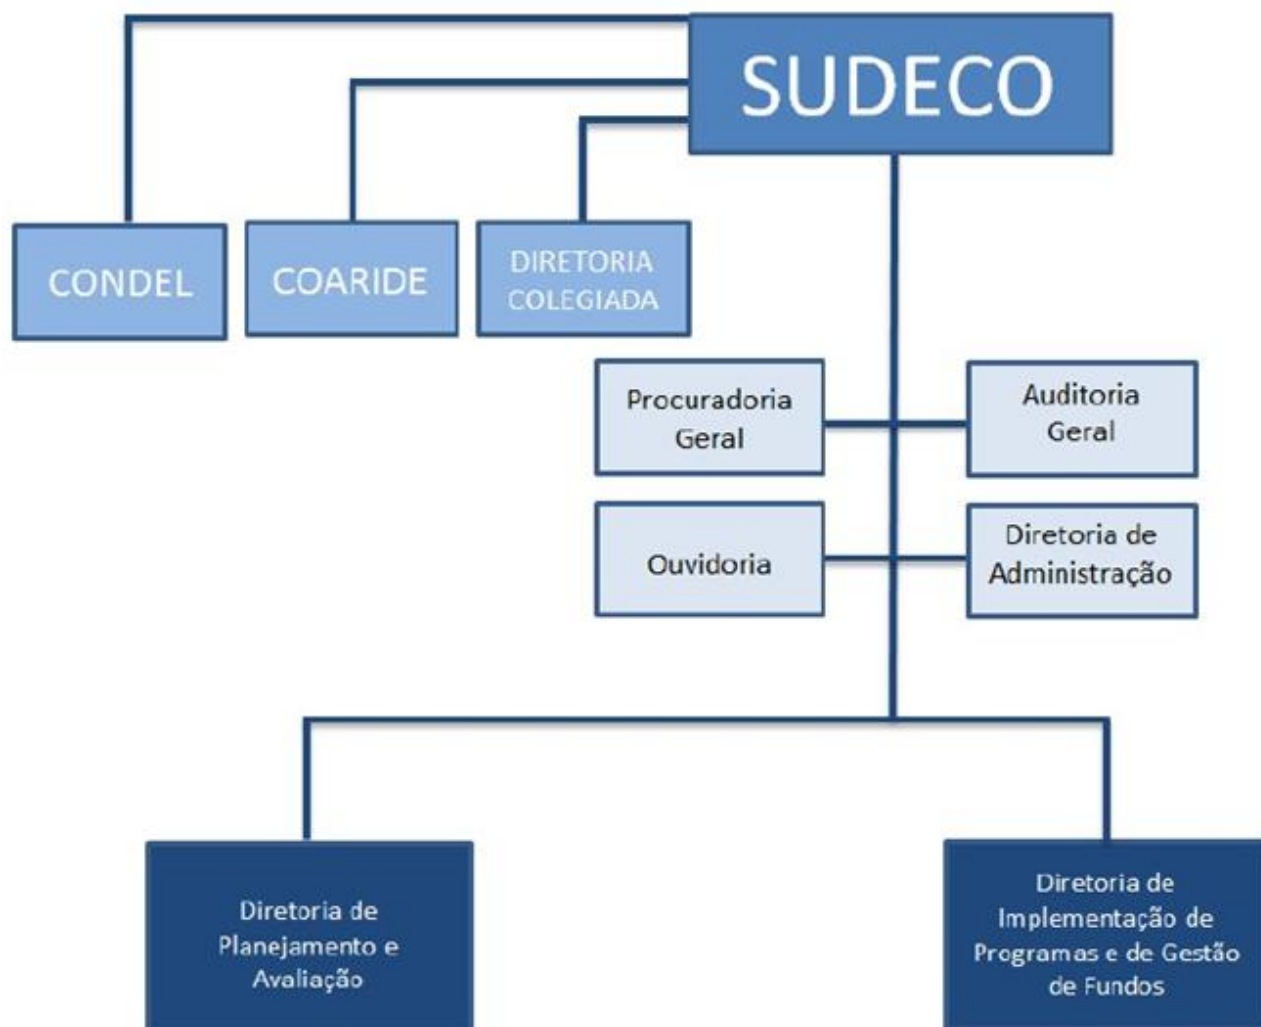 SUDECO
CONDEL
COARIDE
DIRETORIA
COLEGIADA
Procuradoria
Geral
Auditoria
Geral
Ouvidoria
Diretoria de
Administração
Diretoria de
Planejamento e
Avaliação
Diretoria de
Implementação de
Programas e de Gestão
de Fundos